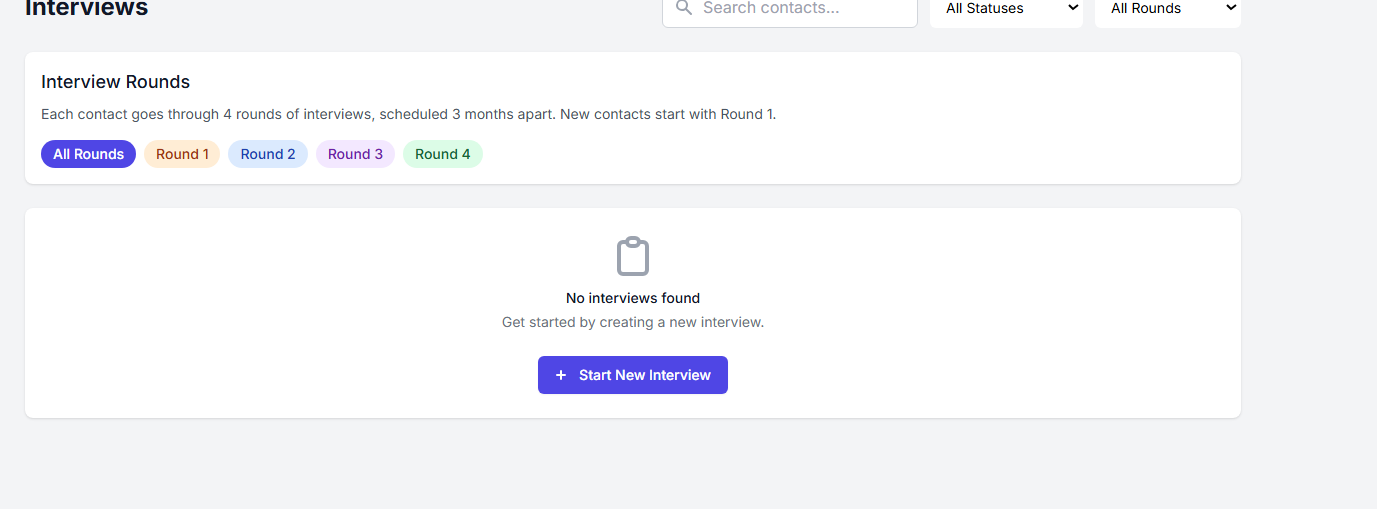 Interviews
Search contacts...
All Statuses
All Rounds
Interview Rounds
Each contact goes through 4 rounds of interviews, scheduled 3 months apart. New contacts start with Round 1.
All Rounds Round 1 Round 2 Round 3 Round 4
No interviews found
Get started by creating a new interview.
+ Start New Interview